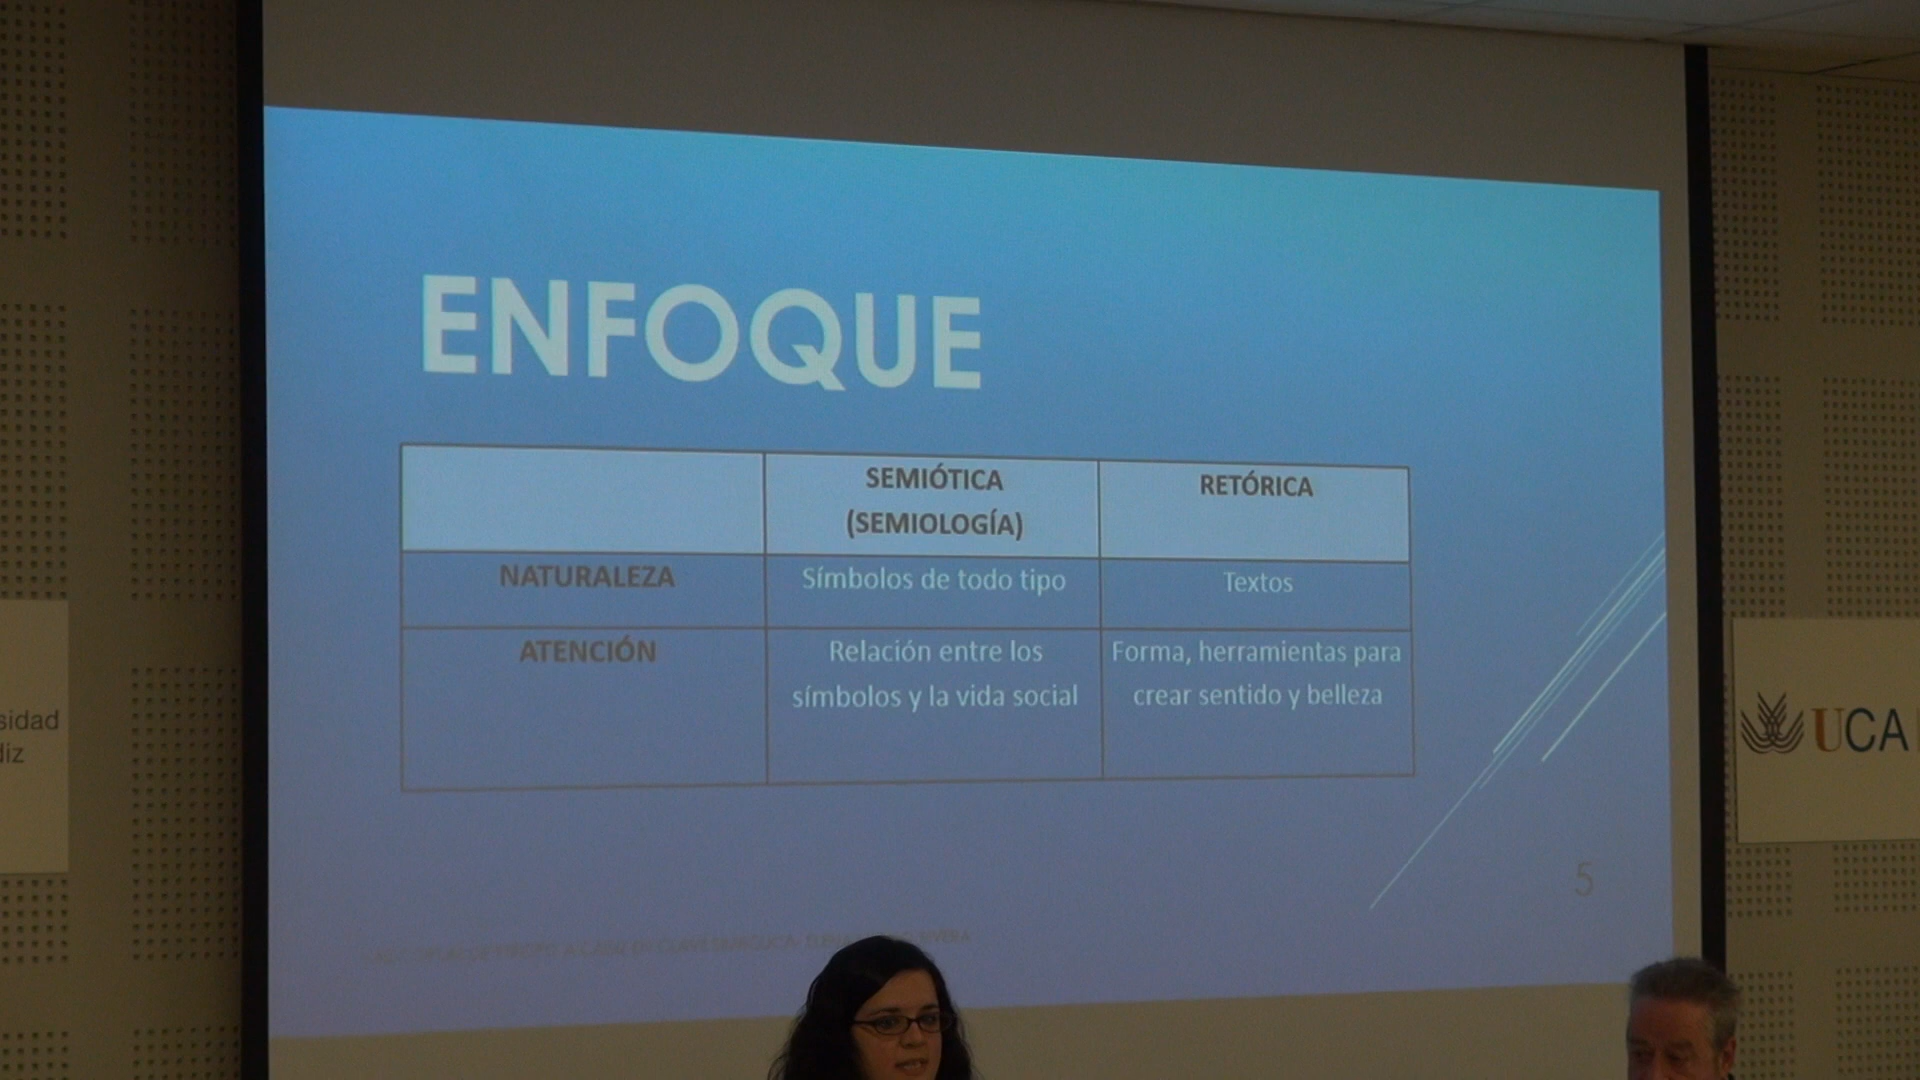 ENFOQUE
SEMIÓTICA
(SEMIOLOGÍA)
RETÓRICA
NATURALEZA
Símbolos de todo tipo
Textos
ATENCIÓN
Relación entre los
símbolos y la vida social
Forma, herramientas para
crear sentido y belleza
5
sidad
diz
UCA